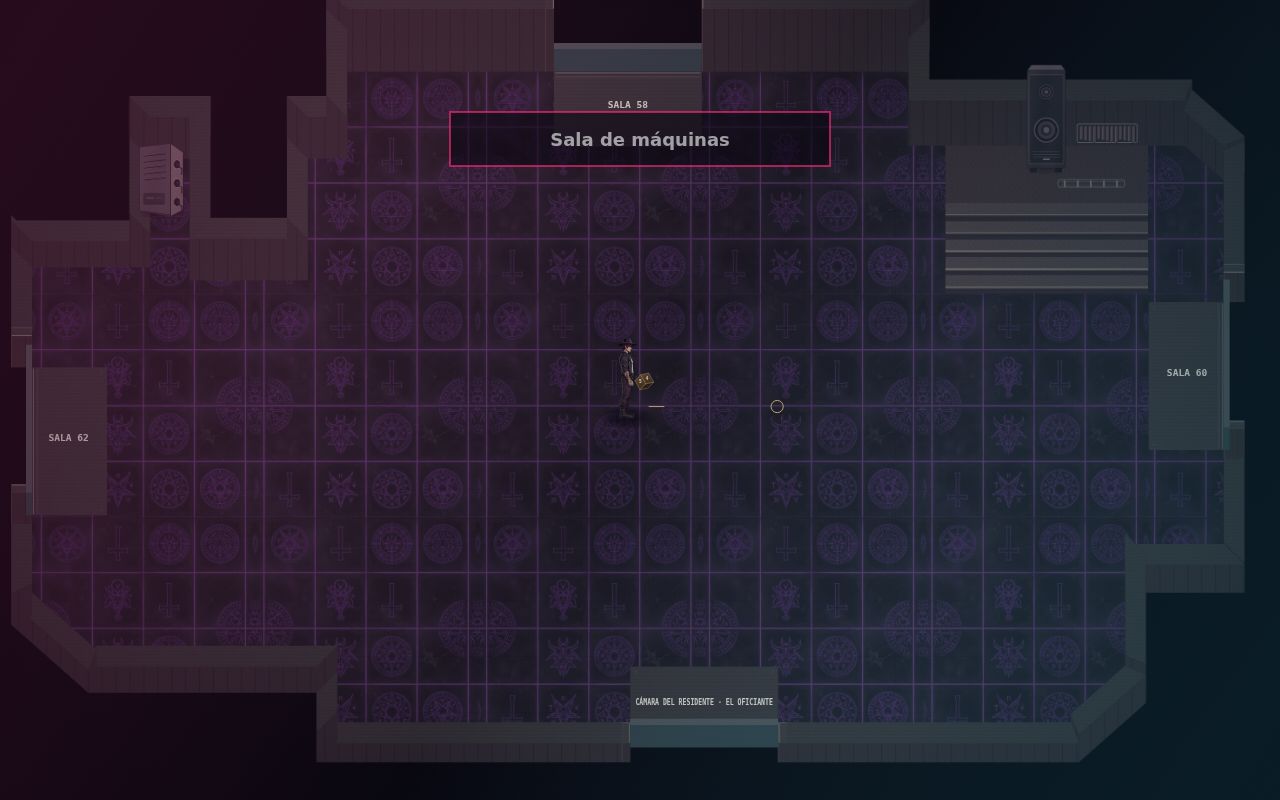 SALA 58
Sala de máquinas
SALA 60
SALA 62
CÁMARA DEL RESIDENTE · EL OFICIANTE